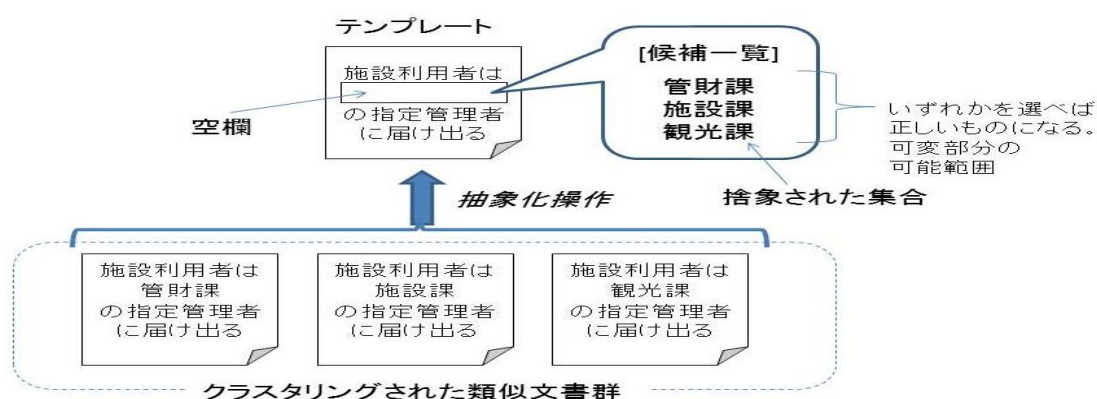 テンプレート
施設利用者は
の指定管理者
に届け出る
空欄
[候補一覧]
管財課
施設課
観光課
いずれかを選べば
正しいものになる。
可変部分の
可能範囲
捨象された集合
抽象化操作
施設利用者は
管財課
の指定管理者
に届け出る
施設利用者は
施設課
の指定管理者
に届け出る
施設利用者は
観光課
の指定管理者
に届け出る
クラスタリングされた類似文書群